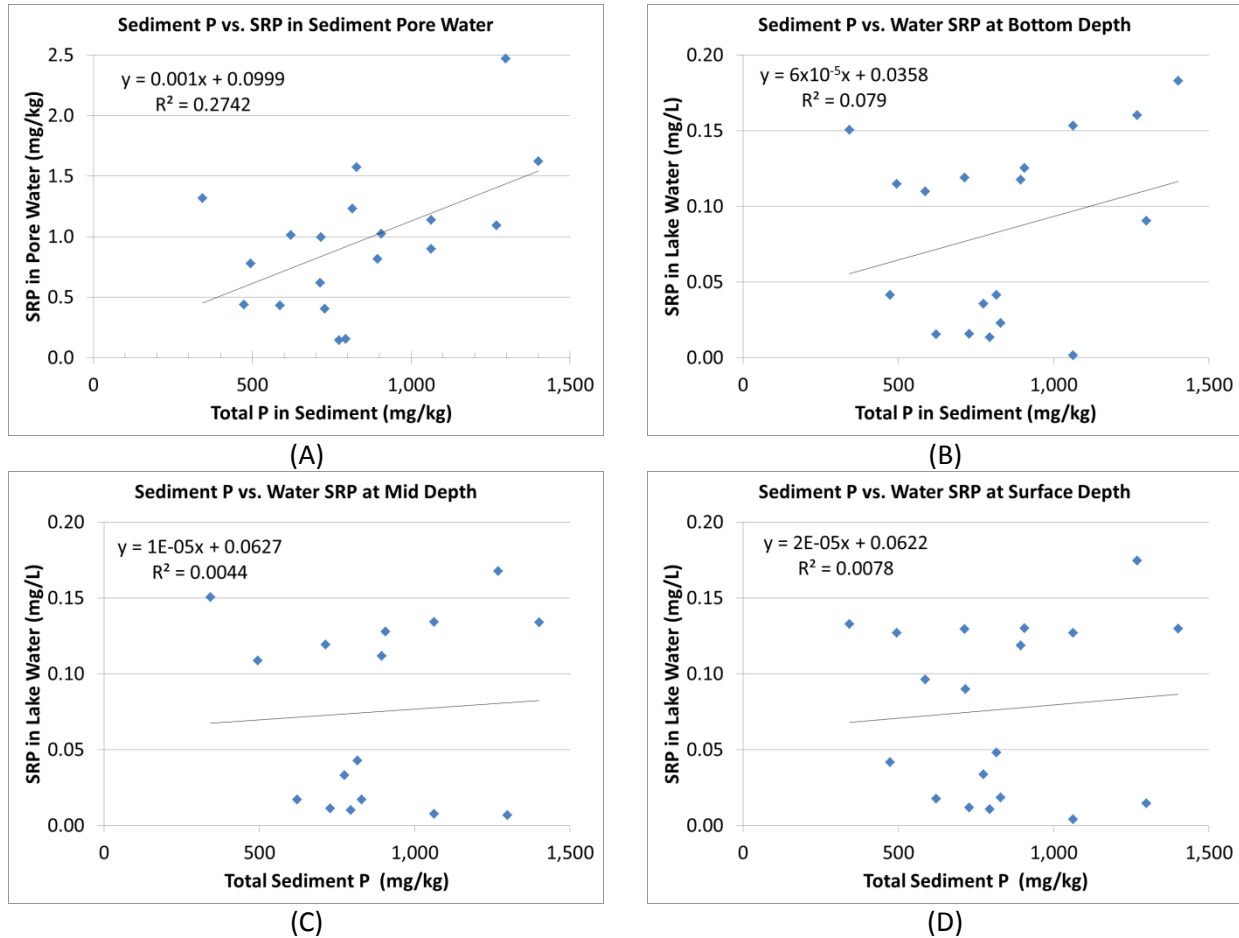 Sediment P vs. SRP in Sediment Pore Water
y = 0.001x + 0.0999
R² = 0.2742
SRP in Pore Water (mg/kg)
2.5
2.0
1.5
1.0
0.5
0.0
0
500
1,000
1,500
Total P in Sediment (mg/kg)
(A)
Sediment P vs. Water SRP at Bottom Depth
y = 6x10⁻⁵x + 0.0358
R² = 0.079
SRP in Lake Water (mg/L)
0.20
0.15
0.10
0.05
0.00
0
500
1,000
1,500
Total P in Sediment (mg/kg)
(B)
Sediment P vs. Water SRP at Mid Depth
y = 1E-05x + 0.0627
R² = 0.0044
SRP in Lake Water (mg/L)
0.20
0.15
0.10
0.05
0.00
0
500
1,000
1,500
Total Sediment P (mg/kg)
(C)
Sediment P vs. Water SRP at Surface Depth
y = 2E-05x + 0.0622
R² = 0.0078
SRP in Lake Water (mg/L)
0.20
0.15
0.10
0.05
0.00
0
500
1,000
1,500
Total Sediment P (mg/kg)
(D)